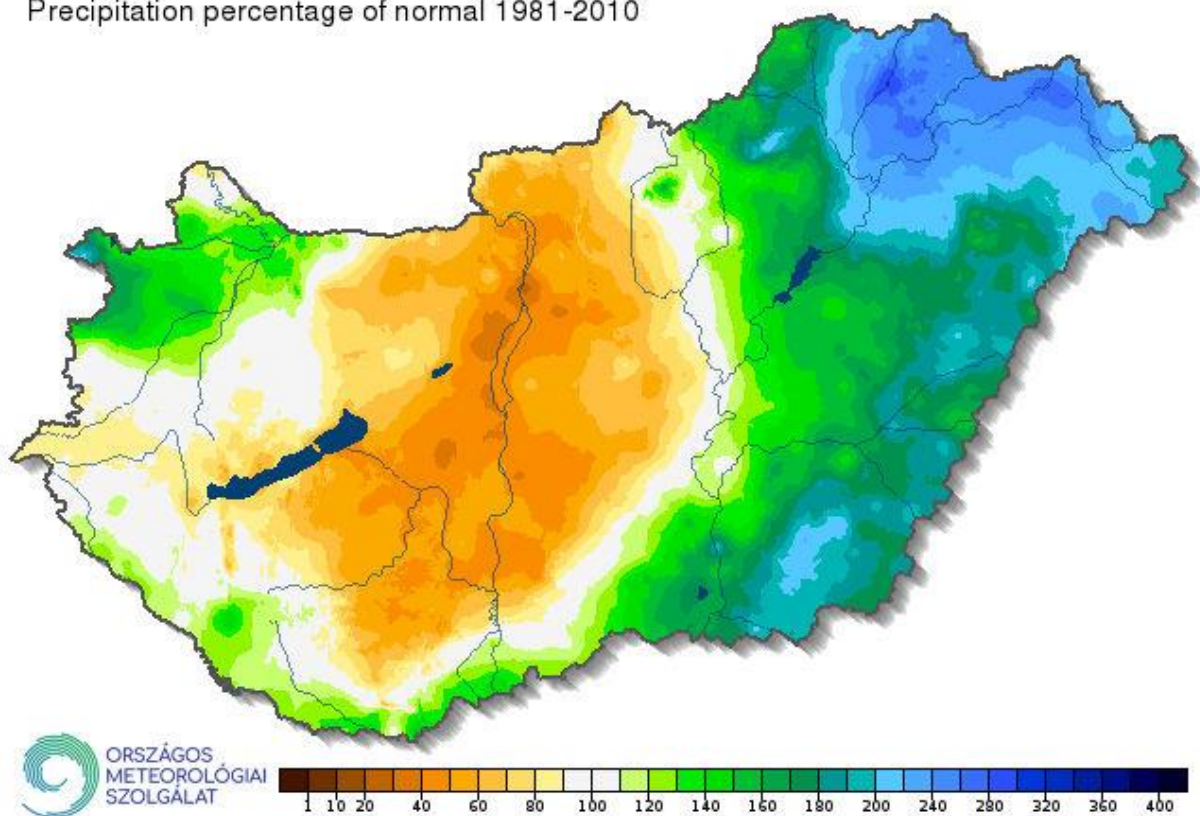 Precipitation percentage of normal 1981-2010
ORSZÁGOS
METEOROLÓGIAI
SZOLGÁLAT
1 10 20 40 60 80 100 120 140 160 180 200 240 280 320 360 400